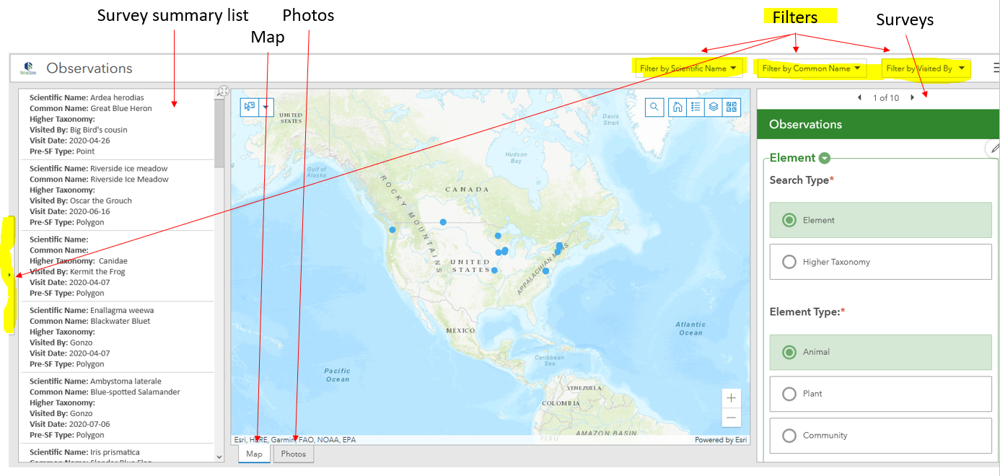 Survey summary list
Photos
Map
Filters
Surveys
NatureServe
Observations
Filter by Scientific Name
Filter by Common Name
Filter by Visited By
Scientific Name: Ardea herodias
Common Name: Great Blue Heron
Higher Taxonomy:
Visited By: Big Bird's cousin
Visit Date: 2020-04-26
Pre-SF Type: Point
Scientific Name: Riverside ice meadow
Common Name: Riverside Ice Meadow
Higher Taxonomy:
Visited By: Oscar the Grouch
Visit Date: 2020-06-16
Pre-SF Type: Polygon
Scientific Name:
Common Name:
Higher Taxonomy: Canidae
Visited By: Kermit the Frog
Visit Date: 2020-04-07
Pre-SF Type: Polygon
Scientific Name: Enallagma weewa
Common Name: Blackwater Bluet
Higher Taxonomy:
Visited By: Gonzo
Visit Date: 2020-04-07
Pre-SF Type: Polygon
Scientific Name: Ambystoma laterale
Common Name: Blue-spotted Salamander
Higher Taxonomy:
Visited By: Gonzo
Visit Date: 2020-07-06
Pre-SF Type: Polygon
Scientific Name: Iris prismatica
Common Name: Slender Blue Flag
UNITED
STATES
Davis
Strait
Hudson
Bay
Gulf of
Alaska
CANADA
ROCKY MOUNTAINS
UNITED
STATES
APPALACHIAN MTNS
MÉXICO
Atlantic
Ocean
Caribbean
Sea
Pacific
Ocean
VENEZUELA
COLOMBIA
AMAZON BASIN
PERU
Esri, HERE, Garmin, FAO, NOAA, EPA
Powered by Esri
Map
Photos
1 of 10
Observations
Element
Search Type*
Element
Higher Taxonomy
Element Type:*
Animal
Plant
Community